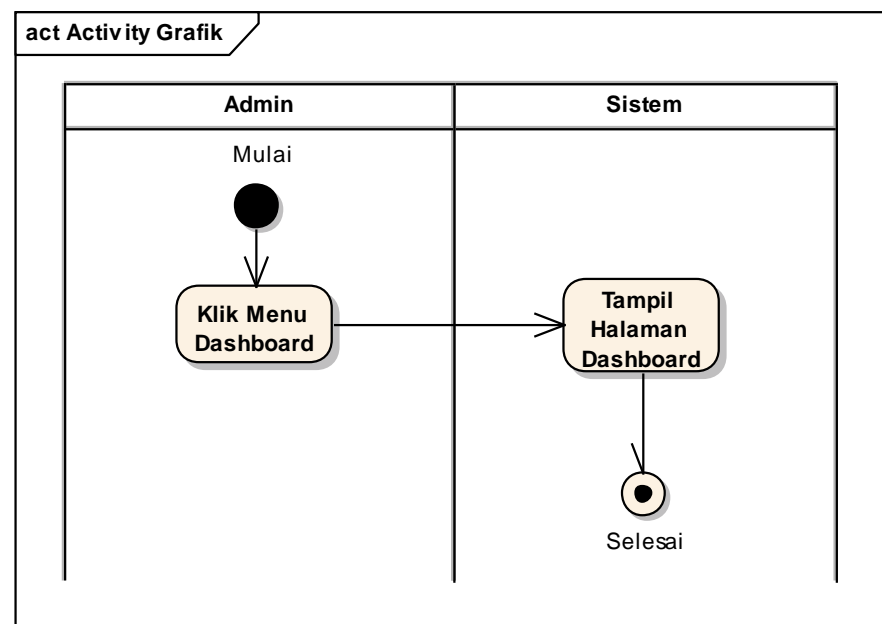 act Activity Grafik
Admin
Sistem
Mulai
Klik Menu
Dashboard
Tampil
Halaman
Dashboard
Selesai